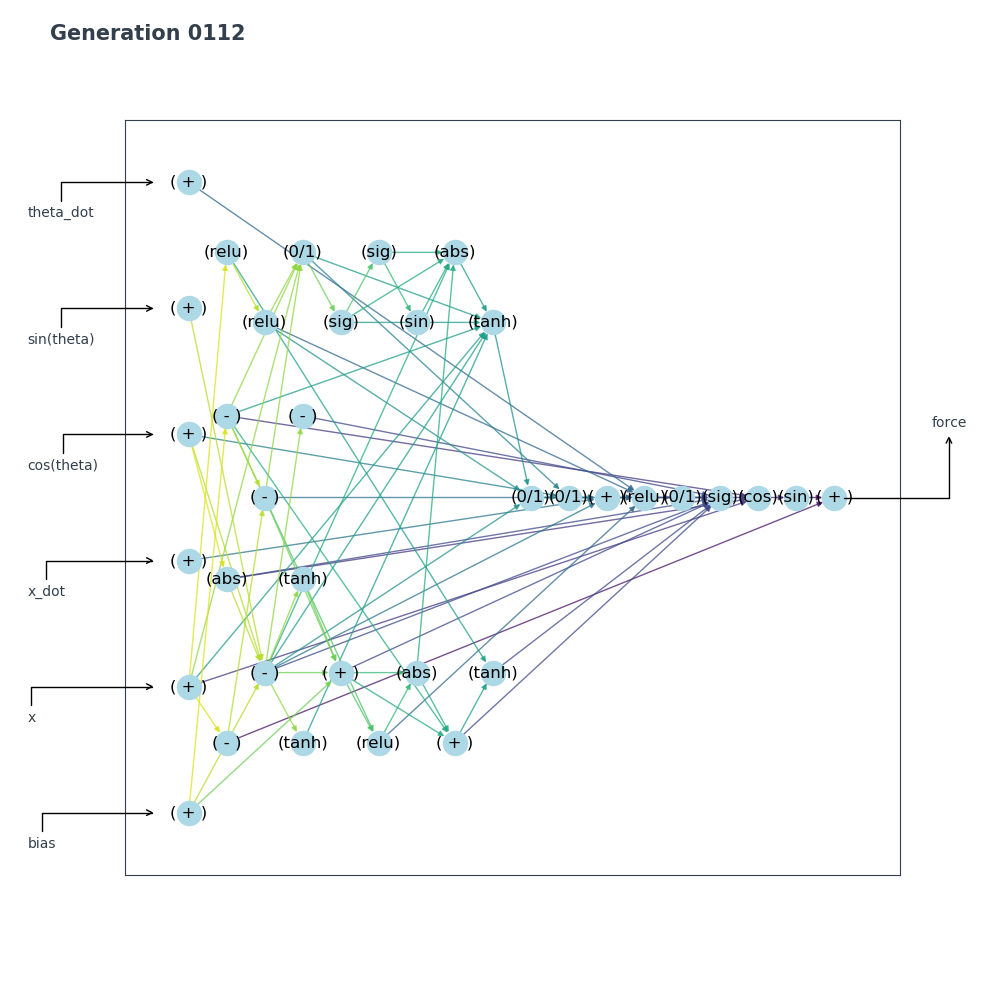 Generation 0112
( + )
theta_dot
(relu) (0/1) (sig) (abs)
( + )
(relu) (sig) (sin) (tanh)
sin(theta)
( - ) ( - )
force
( + )
cos(theta)
( - ) (0/1) (0/1) ( + ) (relu) (0/1) (sig) (cos) (sin) ( + )
( + )
(abs) (tanh)
x_dot
( - ) ( + ) (abs) (tanh)
( + )
x
( - ) (tanh) (relu) ( + )
( + )
bias